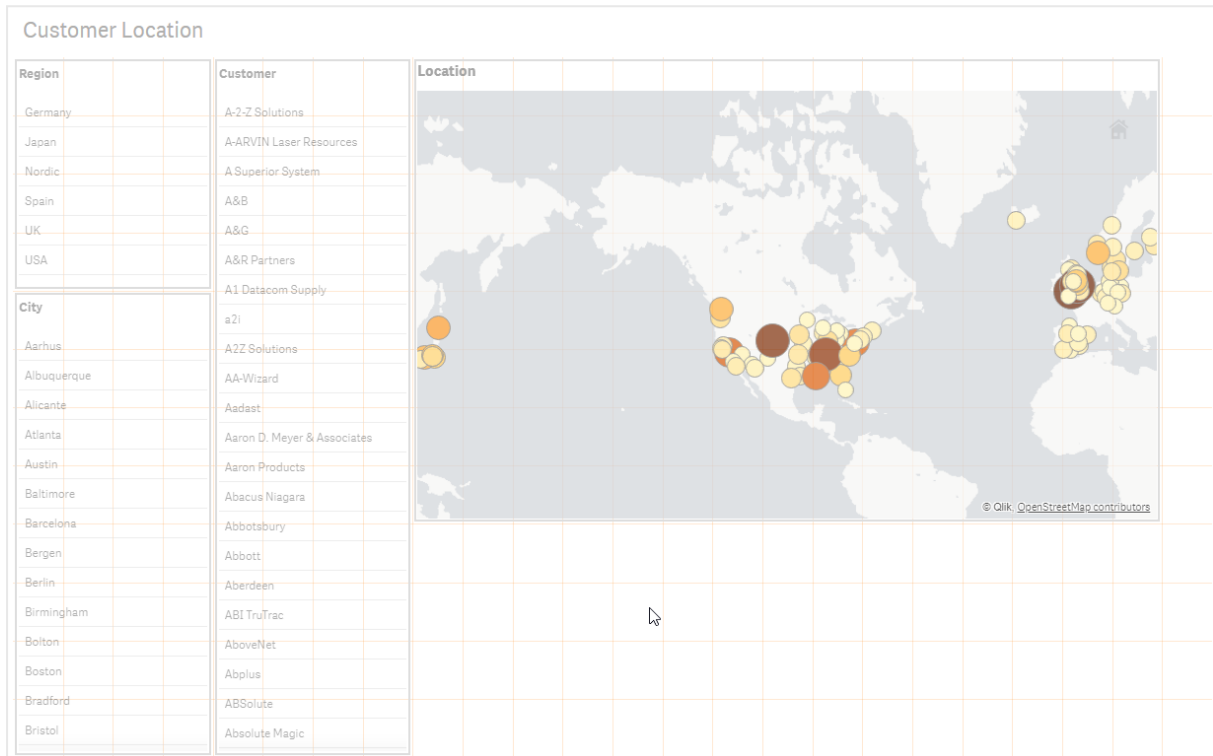 Customer Location
Region
Germany
Japan
Nordic
Spain
UK
USA
City
Aarhus
Albuquerque
Alicante
Atlanta
Austin
Baltimore
Barcelona
Bergen
Berlin
Birmingham
Bolton
Boston
Bradford
Bristol
Customer
A-2-Z Solutions
A-ARVIN Laser Resources
A Superior System
A&B
A&G
A&R Partners
A1 Datacom Supply
a2i
A2Z Solutions
AA-Wizard
Aadast
Aaron D. Meyer & Associates
Aaron Products
Abacus Niagara
Abbotsbury
Abbott
Aberdeen
ABI TruTrac
AboveNet
Abplus
ABSolute
Absolute Magic
Location
© Qlik, OpenStreetMap contributors